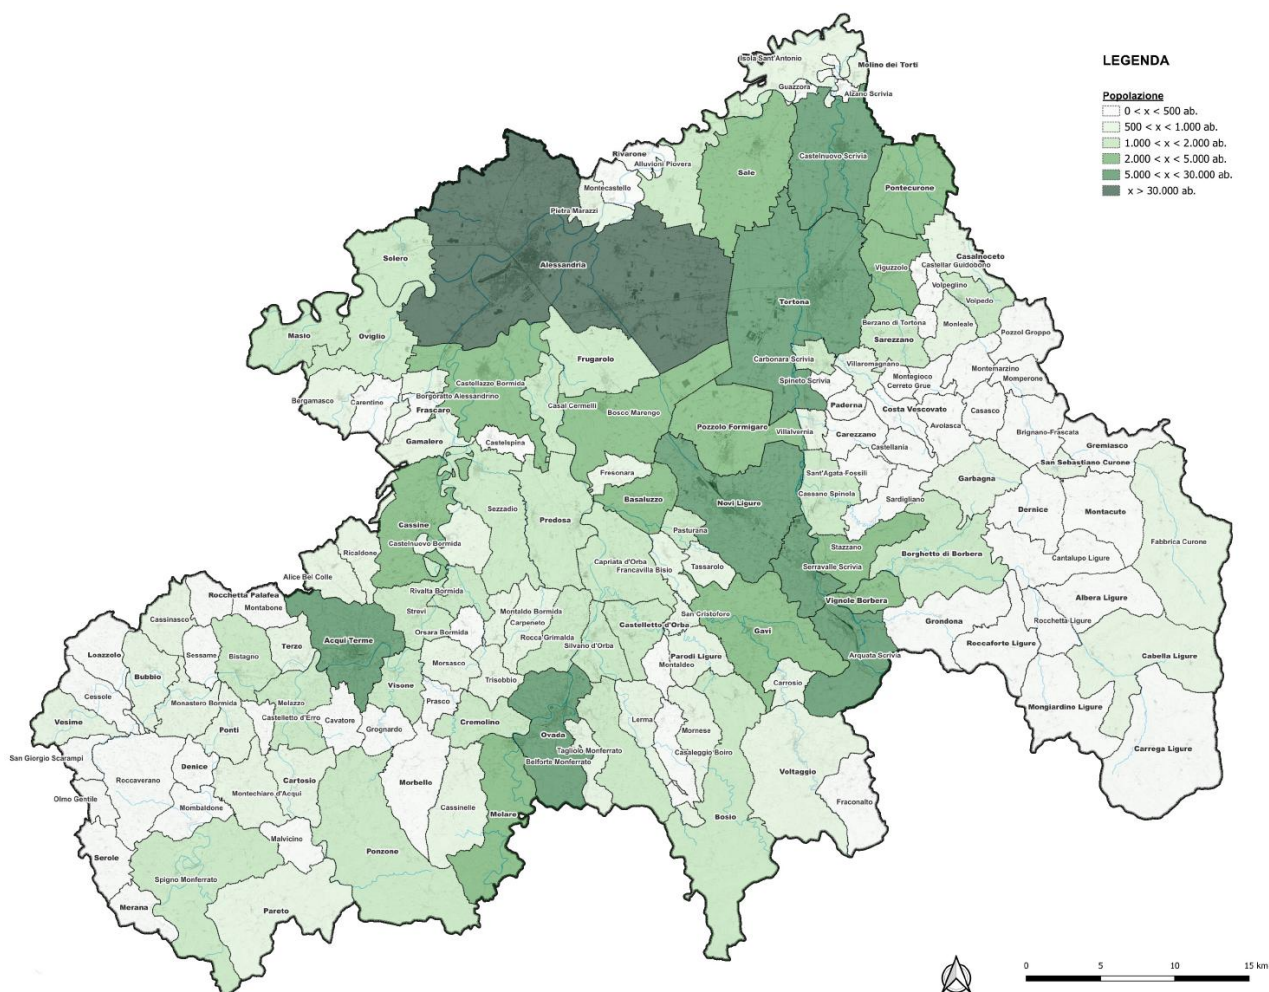 LEGENDA
Popolazione
0 < x < 500 ab.
500 < x < 1.000 ab.
1.000 < x < 2.000 ab.
2.000 < x < 5.000 ab.
5.000 < x < 30.000 ab.
x > 30.000 ab.
Isola Sant'Antonio
Molino dei Torti
Guazzora
Alzano Scrivia
Rivarone
Alluvioni Piovera
Sale
Castelnuovo Scrivia
Montecastello
Pontecurone
Pietra Marazzi
Solero
Alessandria
Viguzzolo
Casalnoceto
Castellar Guidobono
Volpeglino
Volpedo
Tortona
Masio
Oviglio
Berzano di Tortona
Monleale
Pozzol Groppo
Sarezzano
Frugarolo
Carbonara Scrivia
Villaromagnano
Montemarzino
Montegioco
Momperone
Castellazzo Bormida
Spineto Scrivia
Cerreto Grue
Bergamasco
Carentino
Borgoratto Alessandrino
Frascaro
Casal Cermelli
Bosco Marengo
Paderna
Costa Vescovato
Casasco
Avolasca
Brignano-Frascata
Pozzolo Formigaro
Villalvernia
Carezzano
Castellania
Gremiasco
Gamalero
Castelspina
San Sebastiano Curone
Fresonara
Sant'Agata Fossili
Garbagna
Cassano Spinola
Sardigliano
Basaluzzo
Novi Ligure
Sezzadio
Predosa
Dernice
Montacuto
Cassine
Pasturana
Fabbrica Curone
Castelnuovo Bormida
Stazzano
Borghetto di Borbera
Ricaldone
Cantalupo Ligure
Capriata d'Orba
Francavilla Bisio
Tassarolo
Serravalle Scrivia
Alice Bel Colle
Rivalta Bormida
Rocchetta Palafea
Montabone
Vignole Borbera
Albera Ligure
Strevi
Montaldo Bormida
San Cristoforo
Cassinasco
Carpeneto
Castelletto d'Orba
Grondona
Rocchetta Ligure
Orsara Bormida
Gavi
Acqui Terme
Rocca Grimalda
Roccaforte Ligure
Terzo
Silvano d'Orba
Loazzolo
Sessame
Bistagno
Parodi Ligure
Arquata Scrivia
Cabella Ligure
Morsasco
Montaldeo
Bubbio
Trisobbio
Carrosio
Visone
Cessole
Monastero Bormida
Melazzo
Prasco
Mongiardino Ligure
Vesime
Castelletto d'Erro
Cavatore
Cremolino
Lerma
Ponti
Grognardo
Mornese
Ovada
Carrega Ligure
Tagliolo Monferrato
Casaleggio Boiro
San Giorgio Scarampi
Belforte Monferrato
Denice
Voltaggio
Roccaverano
Cartosio
Morbello
Montechiaro d'Acqui
Olmo Gentile
Mombaldone
Cassinelle
Fraconalto
Molare
Bosio
Malvicino
Ponzone
Serole
Spigno Monferrato
Merana
Pareto
0 5 10 15 km